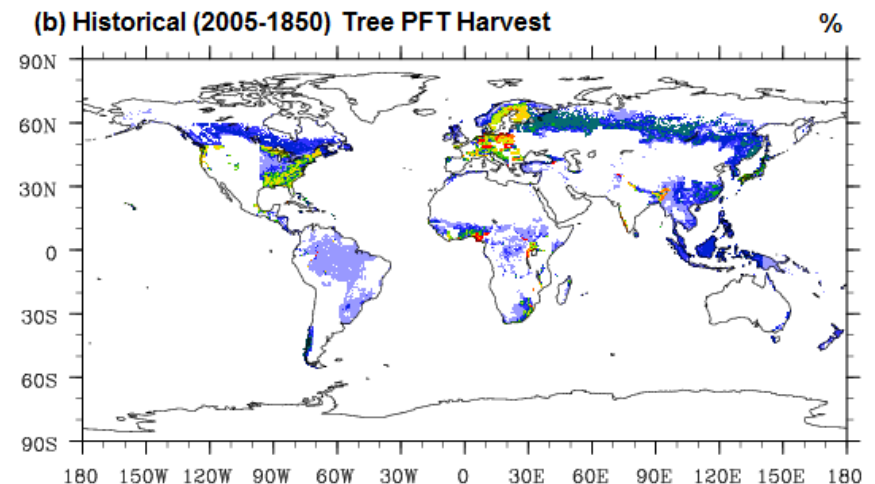 (b) Historical (2005-1850) Tree PFT Harvest %
90N
60N
30N
0
30S
60S
90S
180 150W 120W 90W 60W 30W 0 30E 60E 90E 120E 150E 180